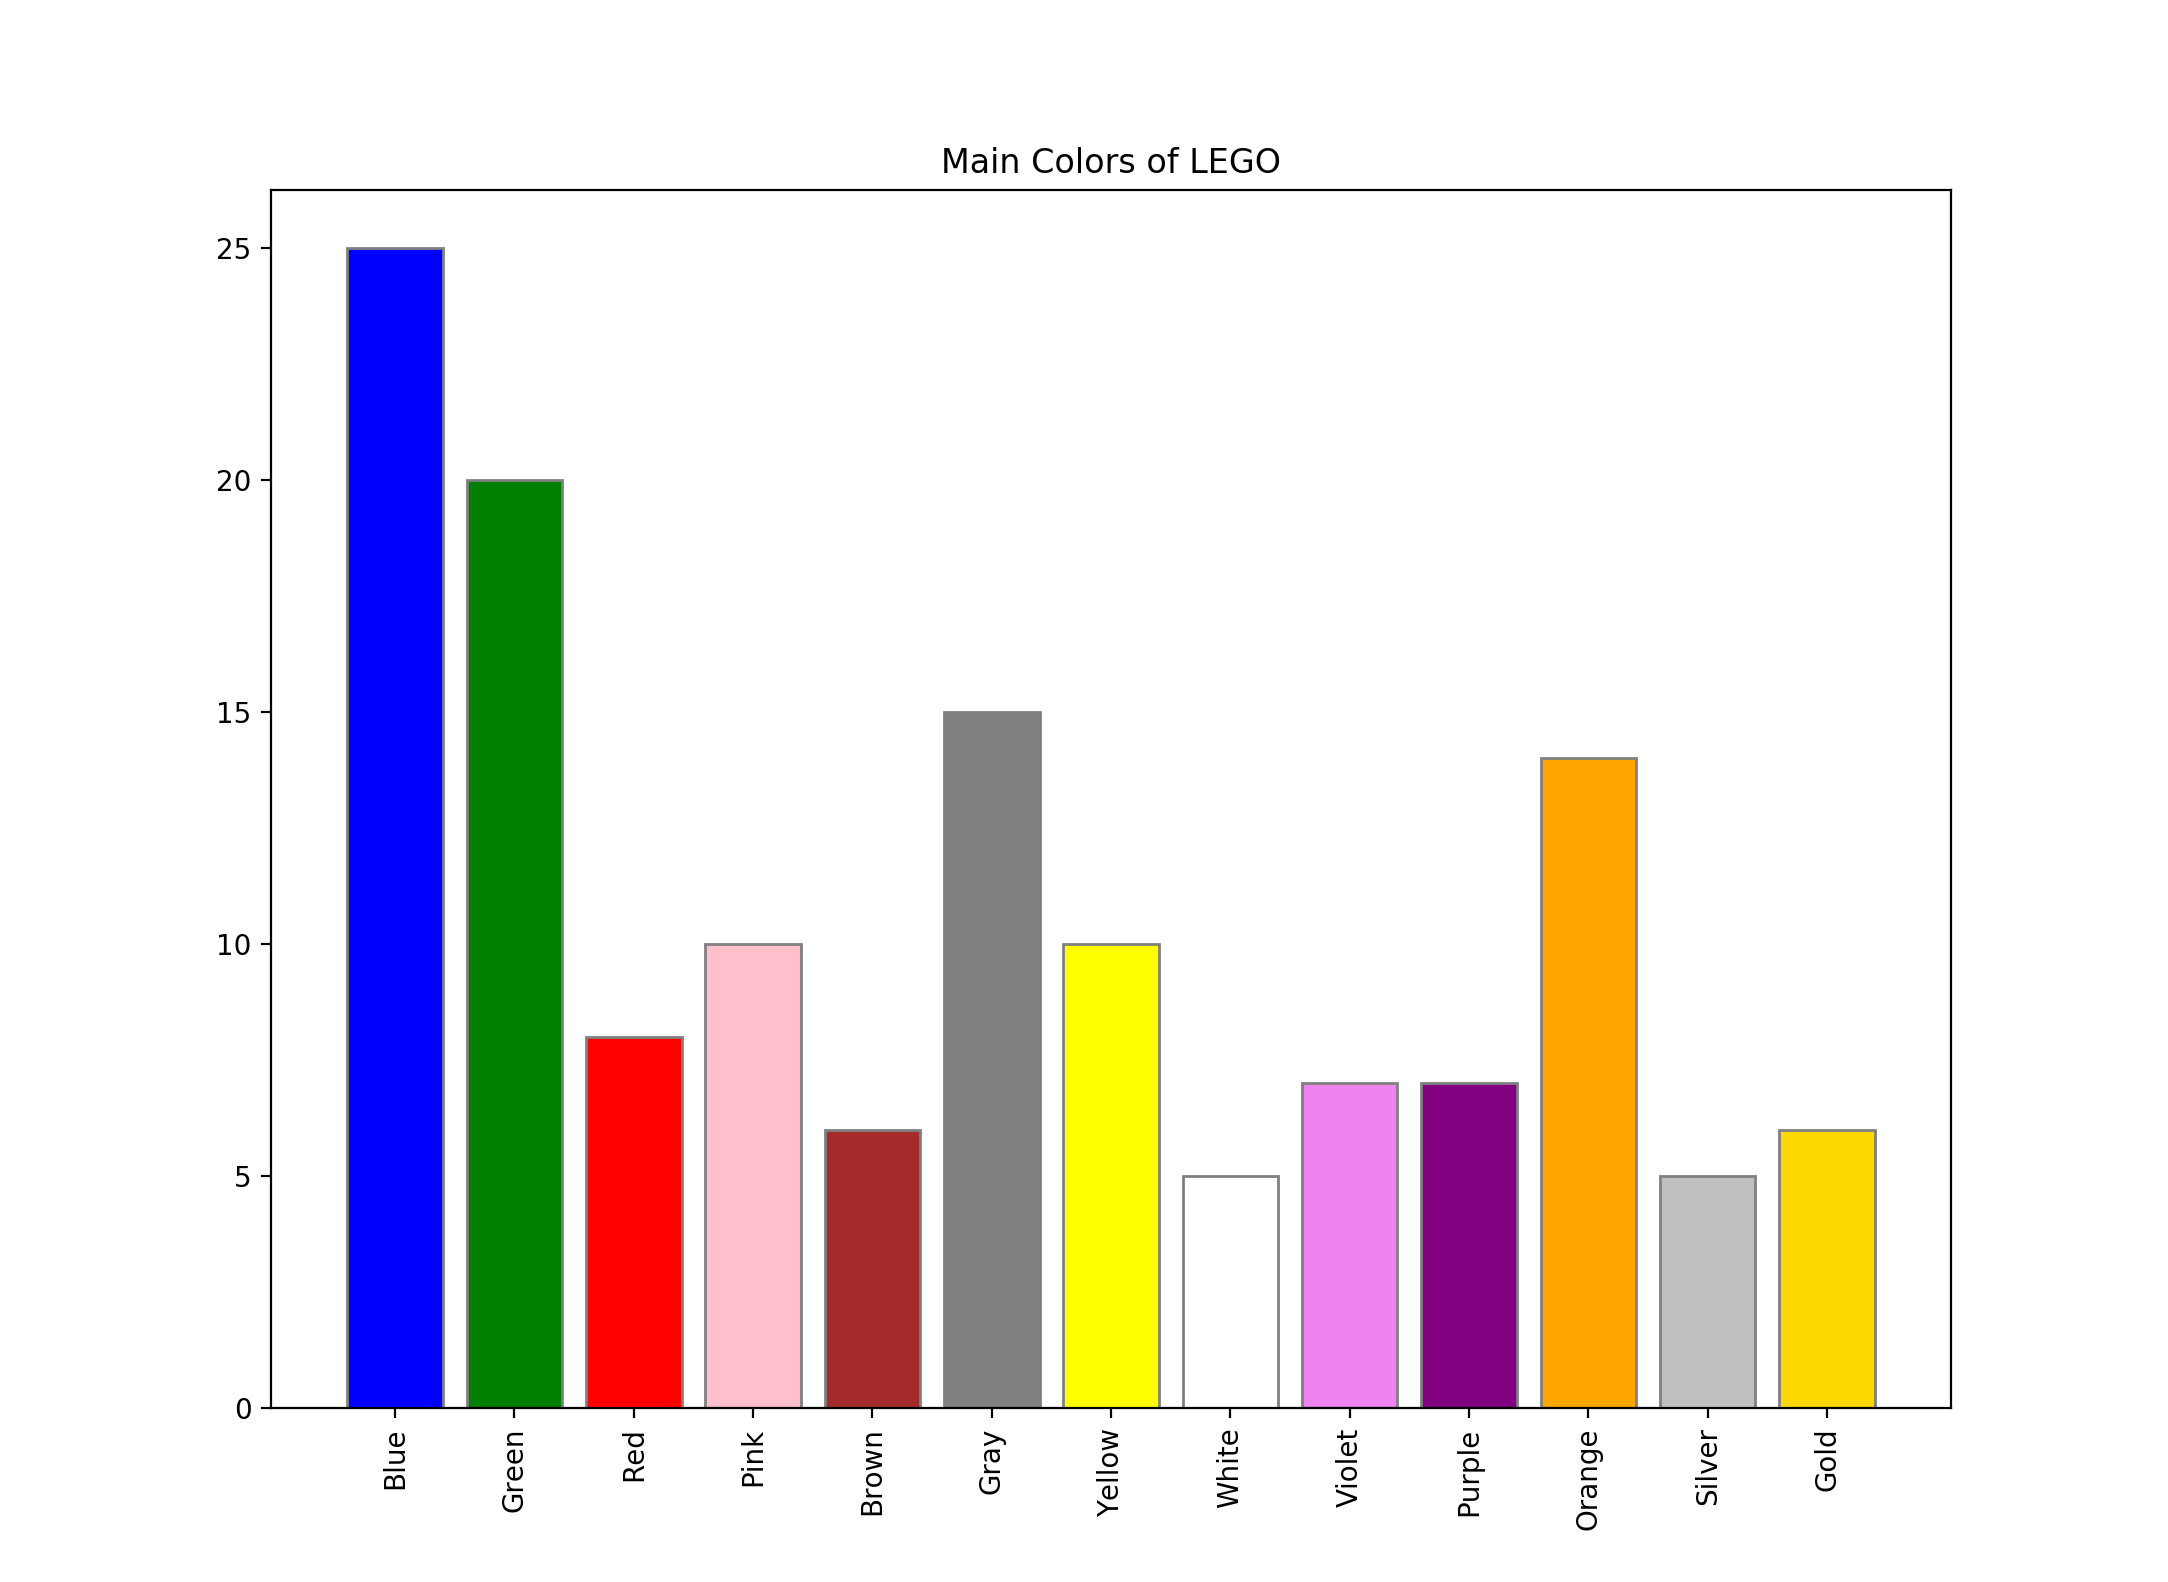 Main Colors of LEGO
25
20
15
10
5
0
Blue
Green
Red
Pink
Brown
Gray
Yellow
White
Violet
Purple
Orange
Silver
Gold